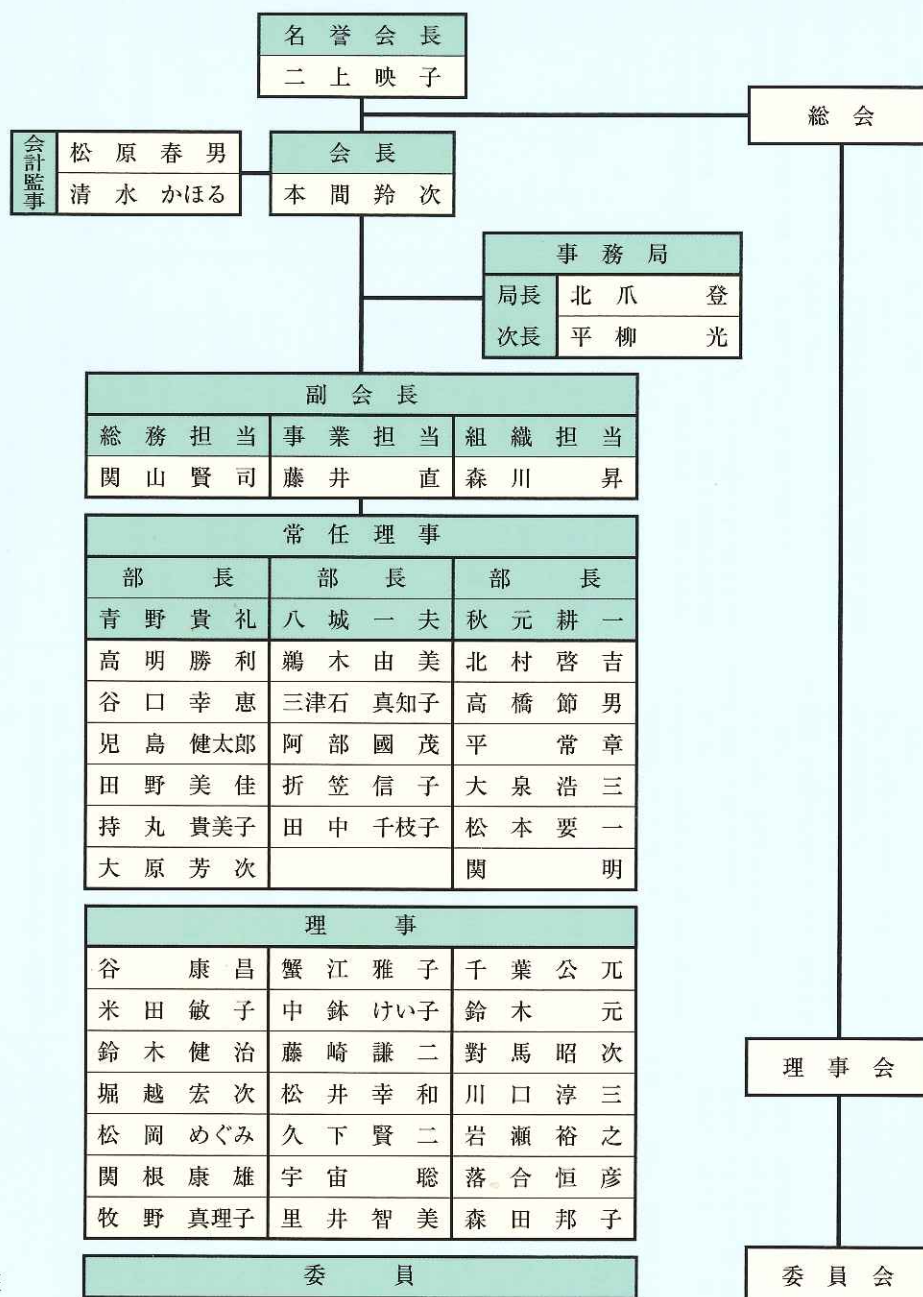 名誉会長
二上映子
総会
会計監事
松原春男
清水かほる
会長
本間羚次
事務局
局長 北爪登
次長 平柳光
副会長
総務担当 事業担当 組織担当
関山賢司 藤井直 森川昇
常任理事
部長 部長 部長
青野貴礼 八城一夫 秋元耕一
高明勝利 鵜木由美 北村啓吉
谷口幸恵 三津石真知子 高橋節男
児島健太郎 阿部國茂 平常章
田野美佳 折笠信子 大泉浩三
持丸貴美子 田中千枝子 松本要一
大原芳次 関明
理事
谷康昌 蟹江雅子 千葉公兀
米田敏子 中鉢けい子 鈴木元
鈴木健治 藤崎謙二 對馬昭次
堀越宏次 松井幸和 川口淳三
松岡めぐみ 久下賢二 岩瀬裕之
関根康雄 宇宙聡 落合恒彦
牧野真理子 里井智美 森田邦子
理事会
委員
委員会